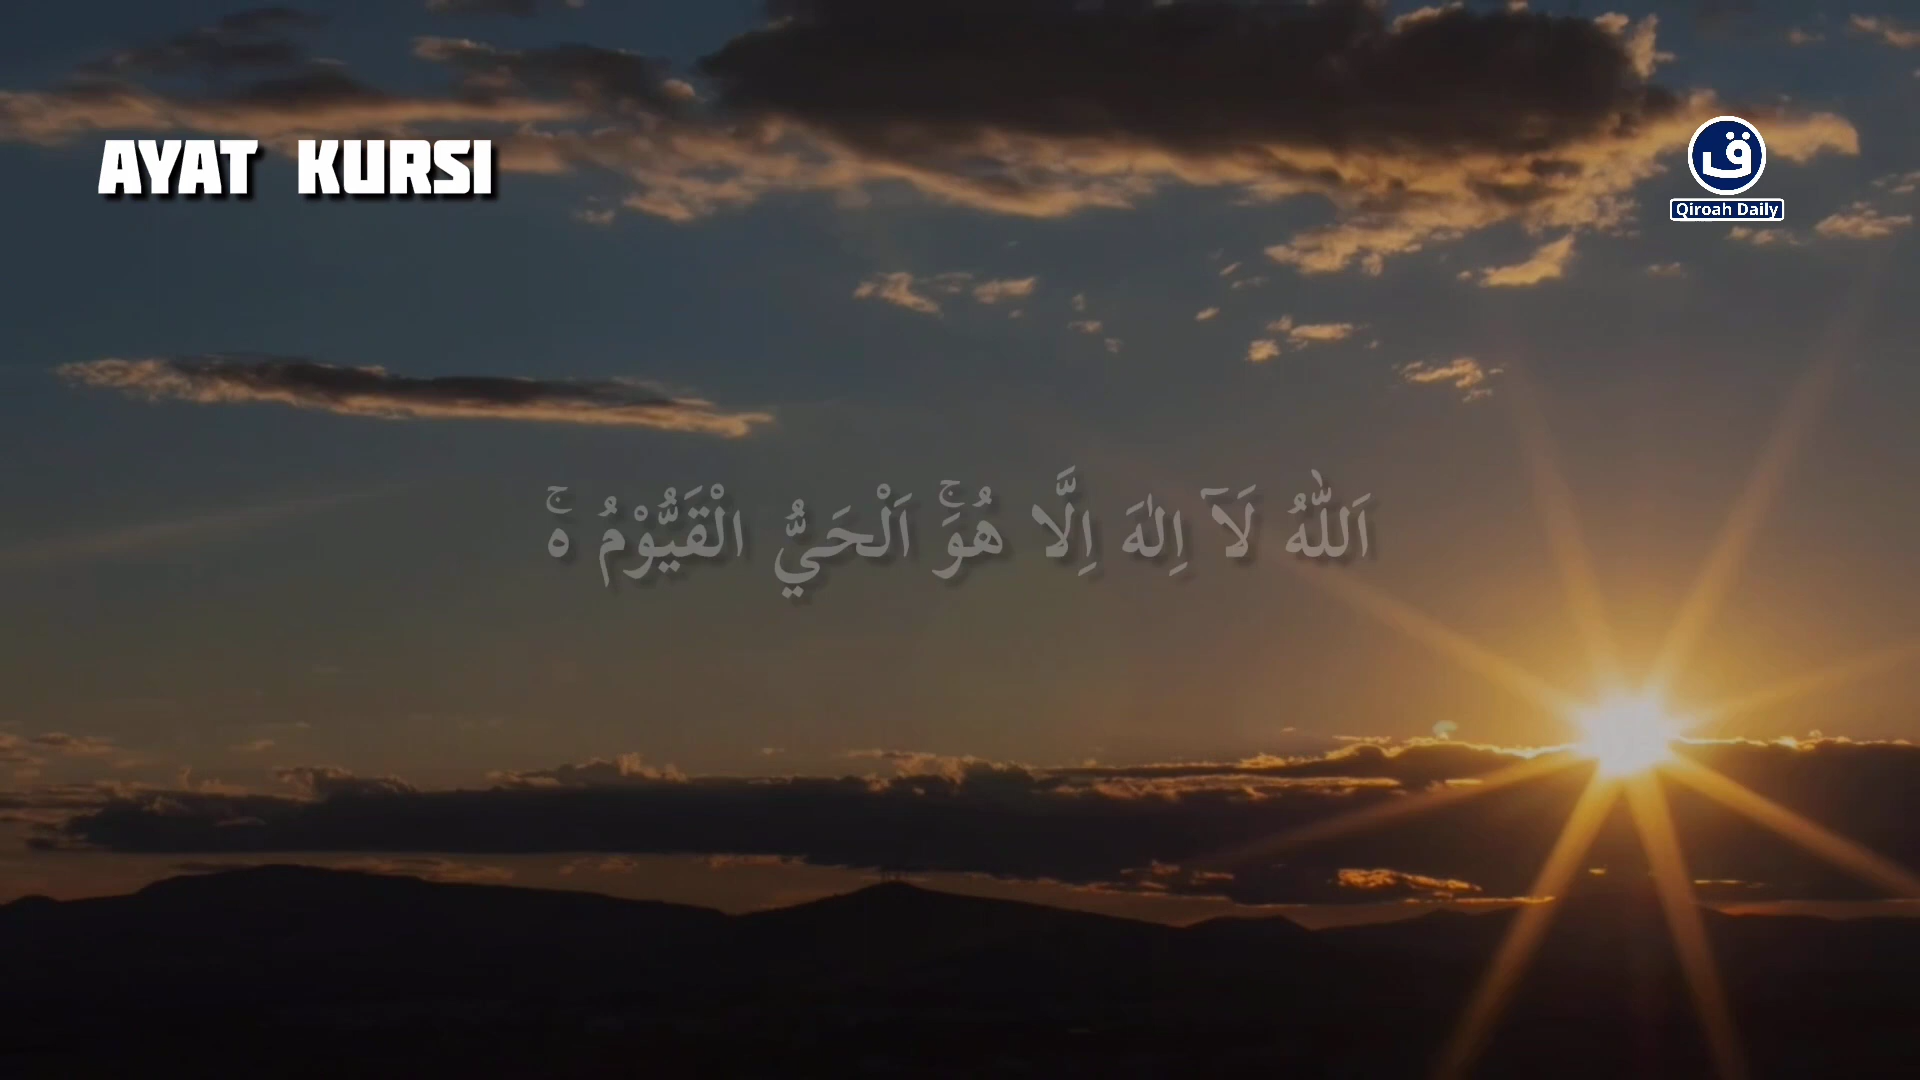 AYAT KURSI
ق
Qiroah Daily
اَللّٰهُ لَآ اِلٰهَ اِلَّا هُوَۚ اَلْحَيُّ الْقَيُّوْمُ ەۚ